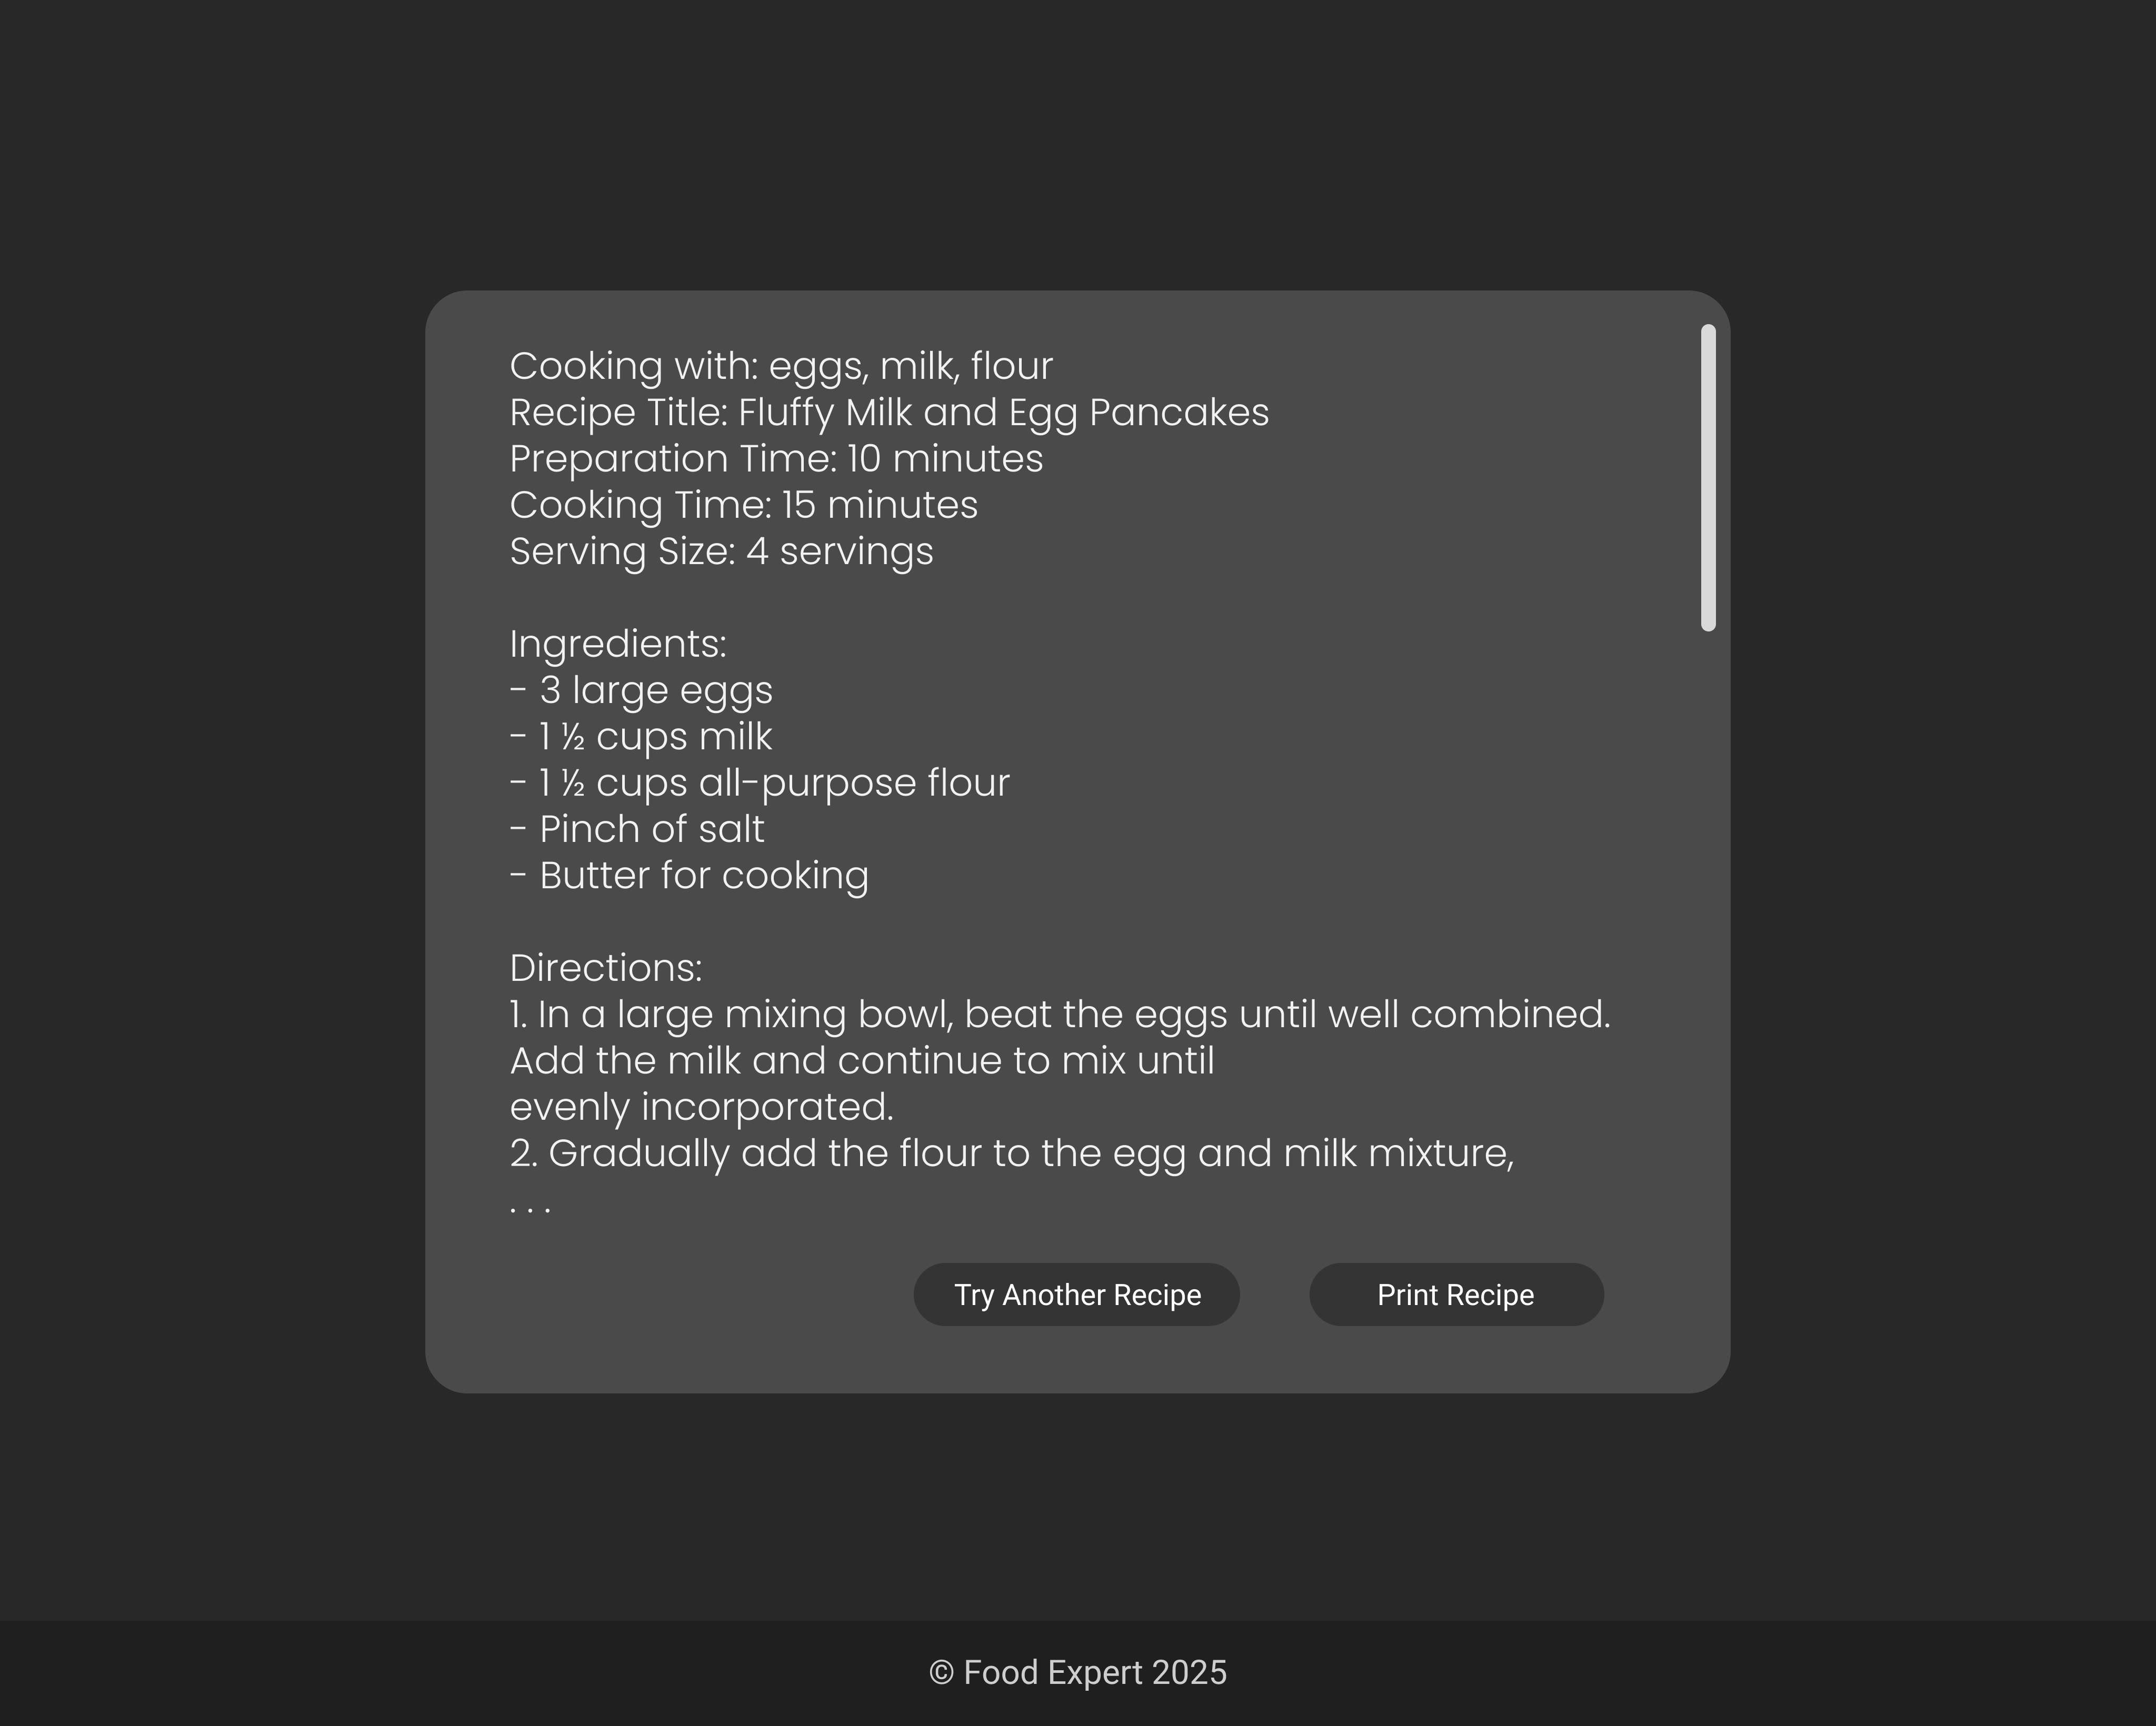 Cooking with: eggs, milk, flour
Recipe Title: Fluffy Milk and Egg Pancakes
Preparation Time: 10 minutes
Cooking Time: 15 minutes
Serving Size: 4 servings
Ingredients:
- 3 large eggs
- 1 ½ cups milk
- 1 ½ cups all-purpose flour
- Pinch of salt
- Butter for cooking
Directions:
1. In a large mixing bowl, beat the eggs until well combined.
Add the milk and continue to mix until
evenly incorporated.
2. Gradually add the flour to the egg and milk mixture,
. . .
Try Another Recipe
Print Recipe
© Food Expert 2025